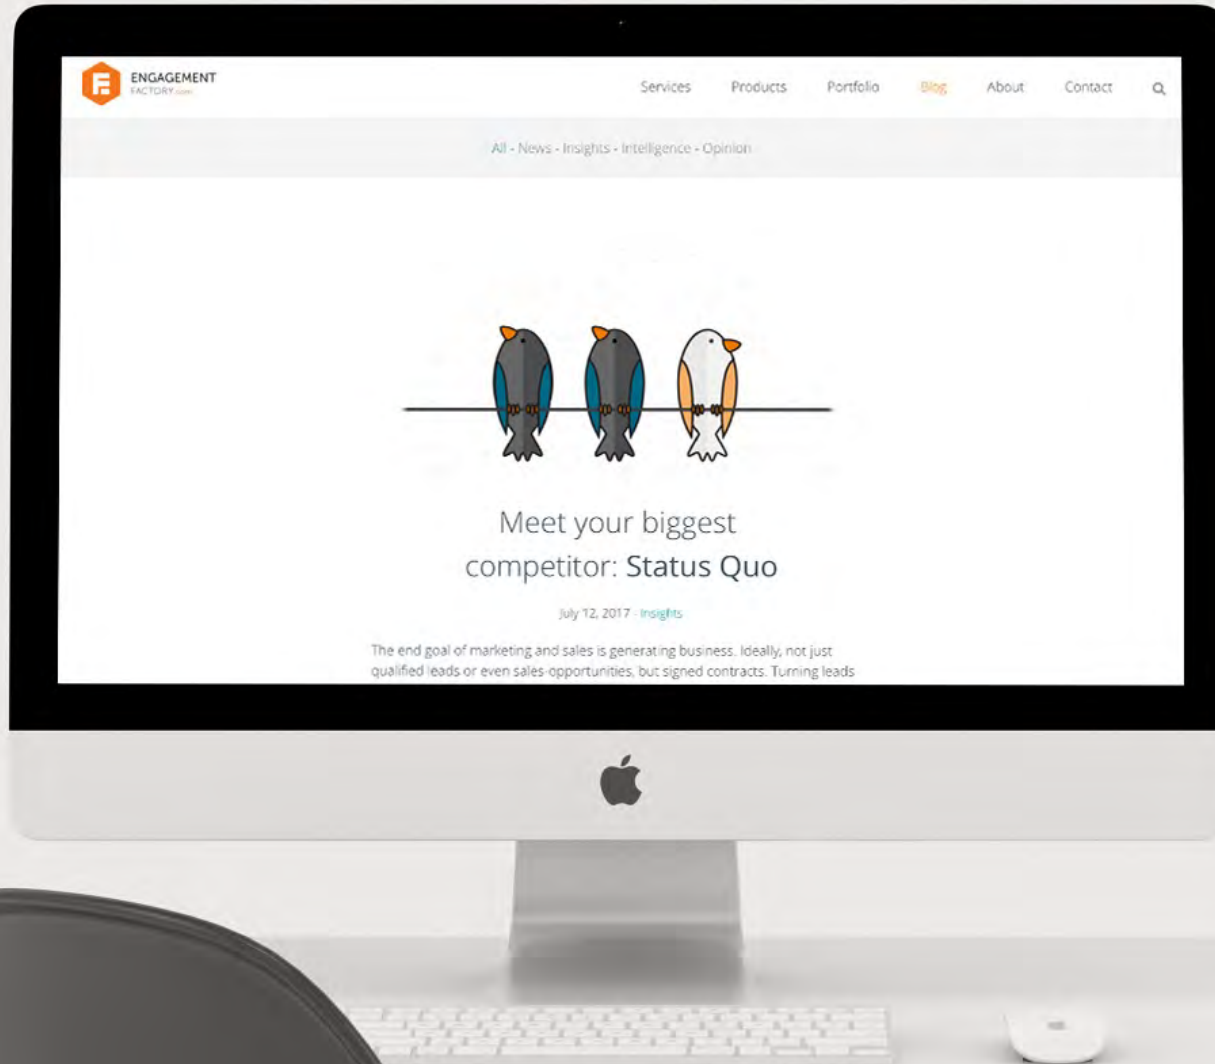 ENGAGEMENT
FACTORY.com
Services Products Portfolio Blog About Contact
All - News - Insights - Intelligence - Opinion
Meet your biggest
competitor: Status Quo
July 12, 2017 - Insights
The end goal of marketing and sales is generating business. Ideally, not just
qualified leads or even sales-opportunities, but signed contracts. Turning leads